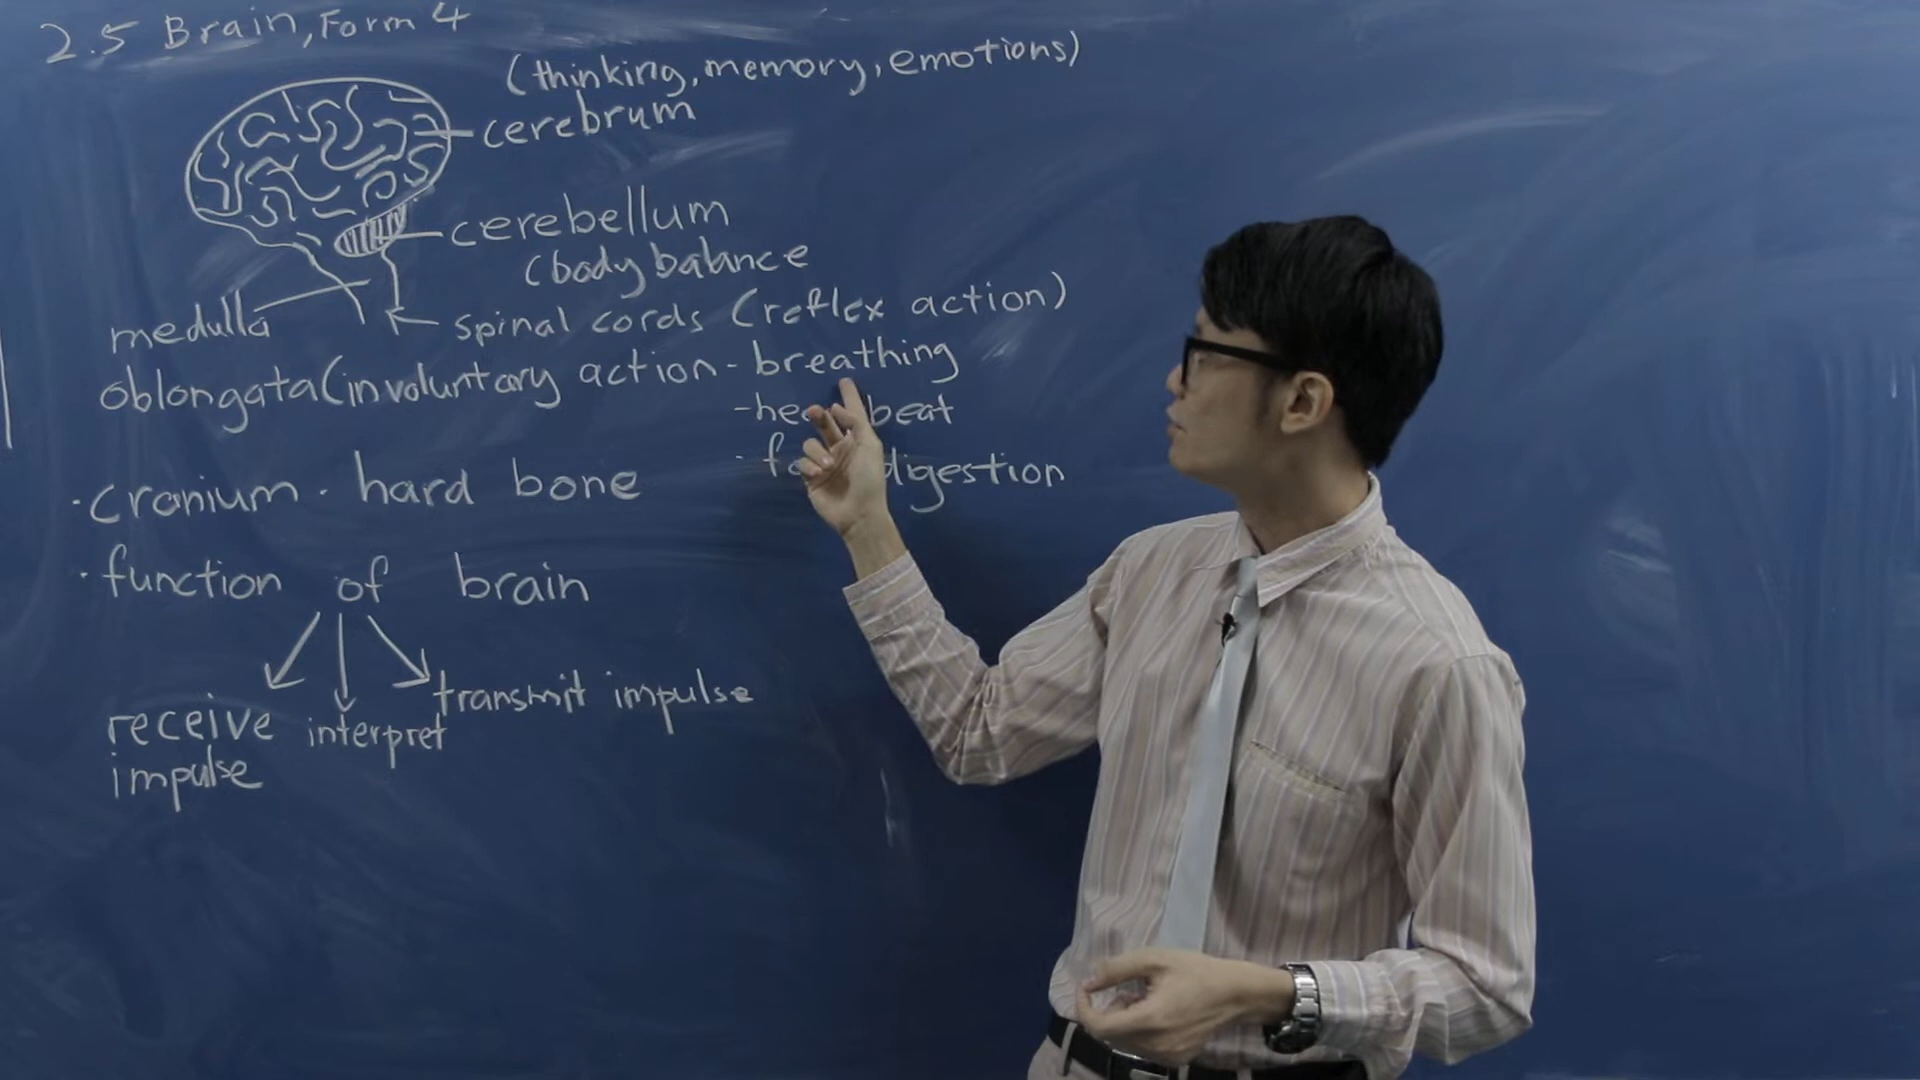 2.5 Brain, Form 4
(thinking, memory, emotions)
cerebrum
cerebellum
(body balance
medulla
spinal cords (reflex action)
oblongata (involuntary action - breathing
- beat
· digestion
· cranium · hard bone
· function of brain
transmit impulse
receive interpret
impulse